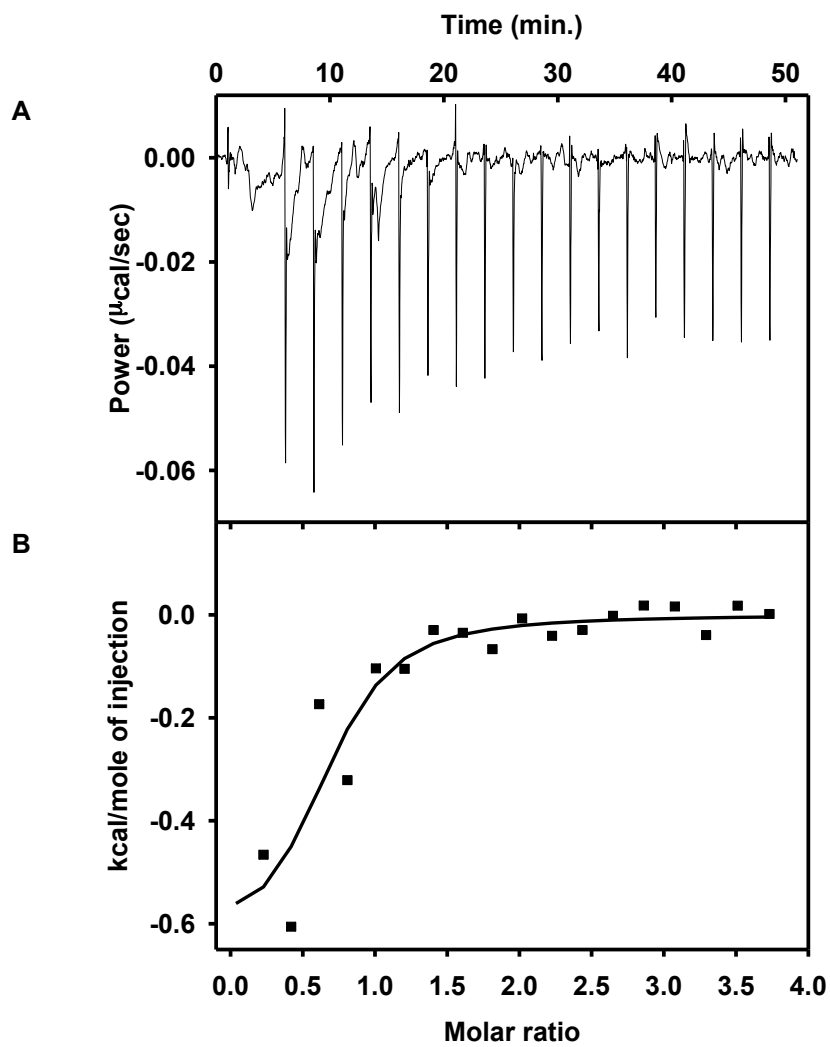 Time (min.)
0 10 20 30 40 50
A
0.00
-0.02
-0.04
-0.06
Power (μcal/sec)
B
0.0
-0.2
-0.4
-0.6
kcal/mole of injection
0.0 0.5 1.0 1.5 2.0 2.5 3.0 3.5 4.0
Molar ratio